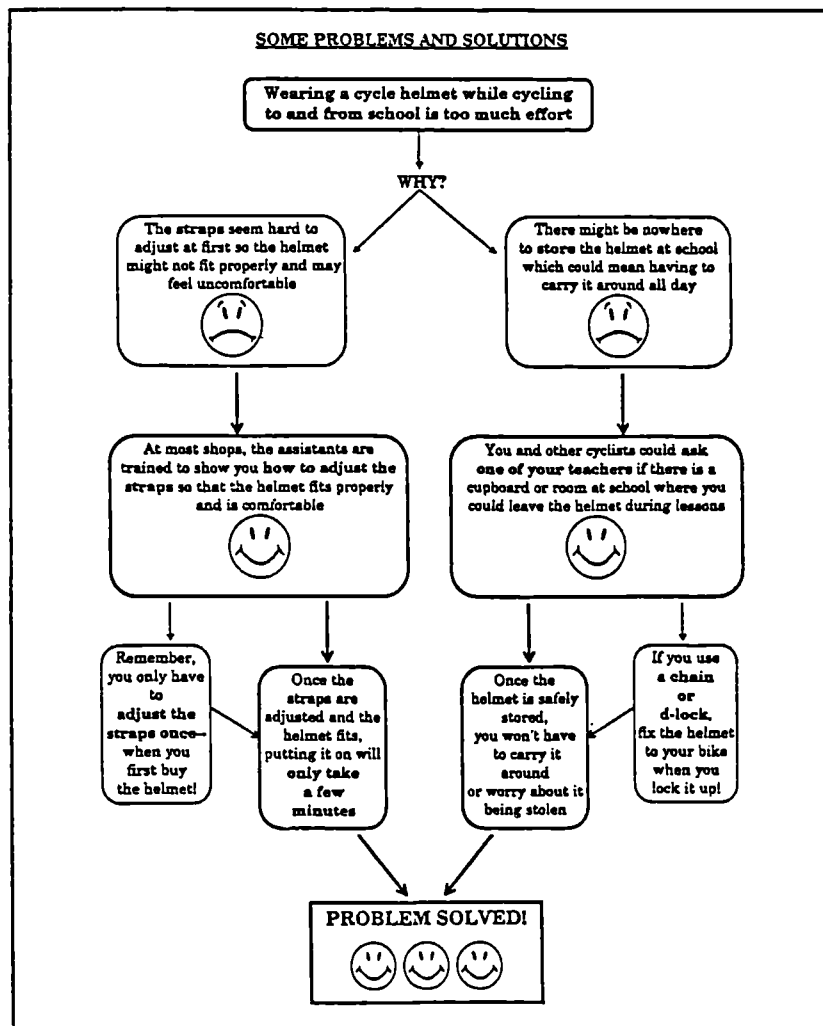 SOME PROBLEMS AND SOLUTIONS
Wearing a cycle helmet while cycling
to and from school is too much effort
WHY?
The straps seem hard to
adjust at first so the helmet
might not fit properly and may
feel uncomfortable
There might be nowhere
to store the helmet at school
which could mean having to
carry it around all day
At most shops, the assistants are
trained to show you how to adjust the
straps so that the helmet fits properly
and is comfortable
You and other cyclists could ask
one of your teachers if there is a
cupboard or room at school where you
could leave the helmet during lessons
Remember,
you only have
to
adjust the
straps once—
when you
first buy
the helmet!
Once the
straps are
adjusted and the
helmet fits,
putting it on will
only take
a few
minutes
Once the
helmet is safely
stored,
you won't have
to carry it
around
or worry about it
being stolen
If you use
a chain
or
d-lock,
fix the helmet
to your bike
when you
lock it up!
PROBLEM SOLVED!